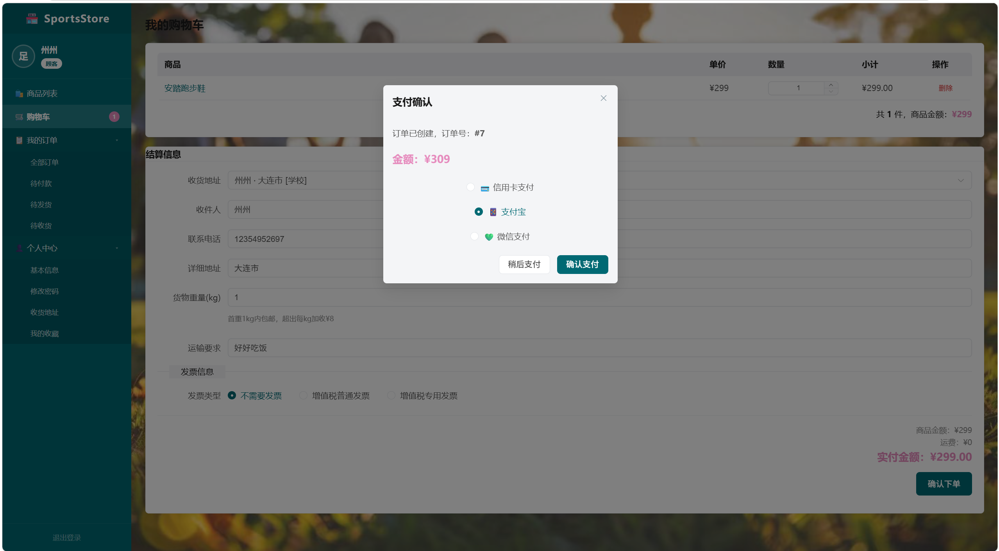 24 H
SportsStore
足
州州
顾客
商品列表
购物车 1
我的订单
全部订单
待付款
待发货
待收货
个人中心
基本信息
修改密码
收货地址
我的收藏
退出登录
我的购物车
商品 单价 数量 小计 操作
安踏跑步鞋 ¥299 1 ¥299.00 删除
共 1 件，商品金额：¥299
结算信息
收货地址 州州 · 大连市 [学校]
收件人 州州
联系电话 12354952697
详细地址 大连市
货物重量(kg) 1
首重1kg内包邮，超出每kg加收¥8
运输要求 好好吃饭
发票信息
发票类型 不需要发票 增值税普通发票 增值税专用发票
商品金额：¥299
运费：¥0
实付金额：¥299.00
确认下单
支付确认
订单已创建，订单号：#7
金额：¥309
信用卡支付
支付宝
微信支付
稍后支付 确认支付